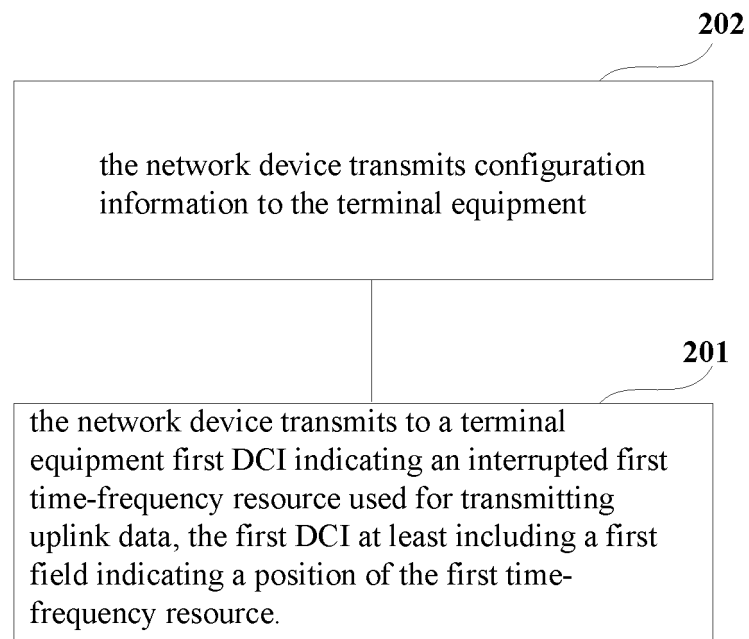 202
the network device transmits configuration
information to the terminal equipment
201
the network device transmits to a terminal
equipment first DCI indicating an interrupted first
time-frequency resource used for transmitting
uplink data, the first DCI at least including a first
field indicating a position of the first time-
frequency resource.